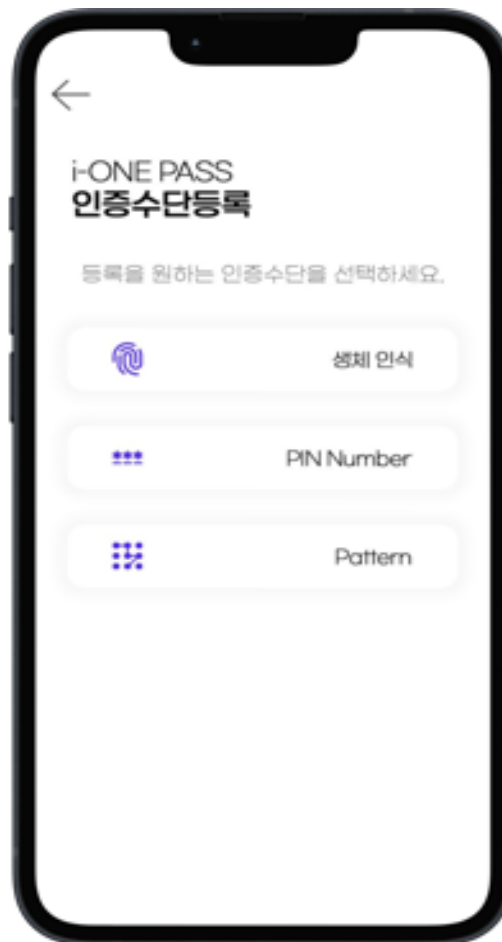 i-ONE PASS
인증수단등록
등록을 원하는 인증수단을 선택하세요.
생체 인식
PIN Number
Pattern